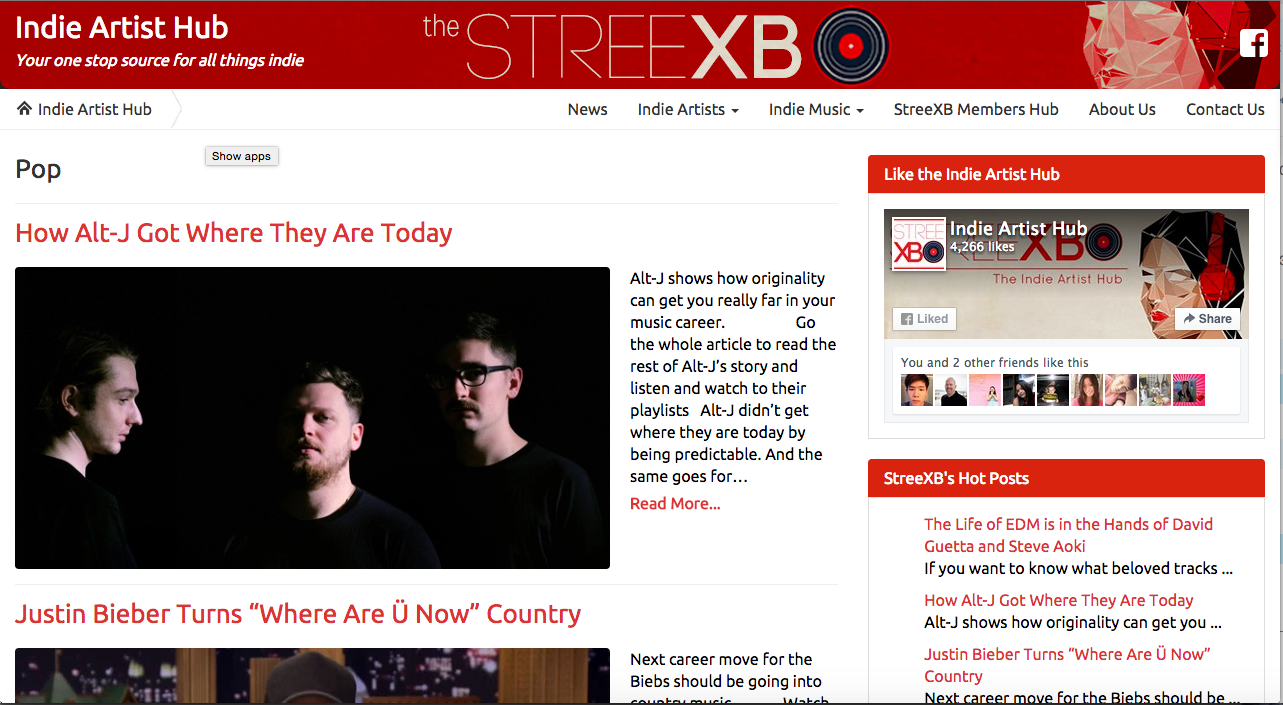 Indie Artist Hub
Your one stop source for all things indie
the STREEXB
Indie Artist Hub
News
Indie Artists
Indie Music
StreeXB Members Hub
About Us
Contact Us
Show apps
Pop
How Alt-J Got Where They Are Today
Alt-J shows how originality
can get you really far in your
music career. Go
the whole article to read the
rest of Alt-J’s story and
listen and watch to their
playlists Alt-J didn’t get
where they are today by
being predictable. And the
same goes for…
Read More...
Justin Bieber Turns “Where Are Ü Now” Country
Next career move for the
Biebs should be going into
country music. Watch
Like the Indie Artist Hub
STREE
XB
Indie Artist Hub
4,266 likes
XB
The Indie Artist Hub
Liked
Share
You and 2 other friends like this
StreeXB's Hot Posts
The Life of EDM is in the Hands of David
Guetta and Steve Aoki
If you want to know what beloved tracks ...
How Alt-J Got Where They Are Today
Alt-J shows how originality can get you ...
Justin Bieber Turns “Where Are Ü Now”
Country
Next career move for the Biebs should be ...